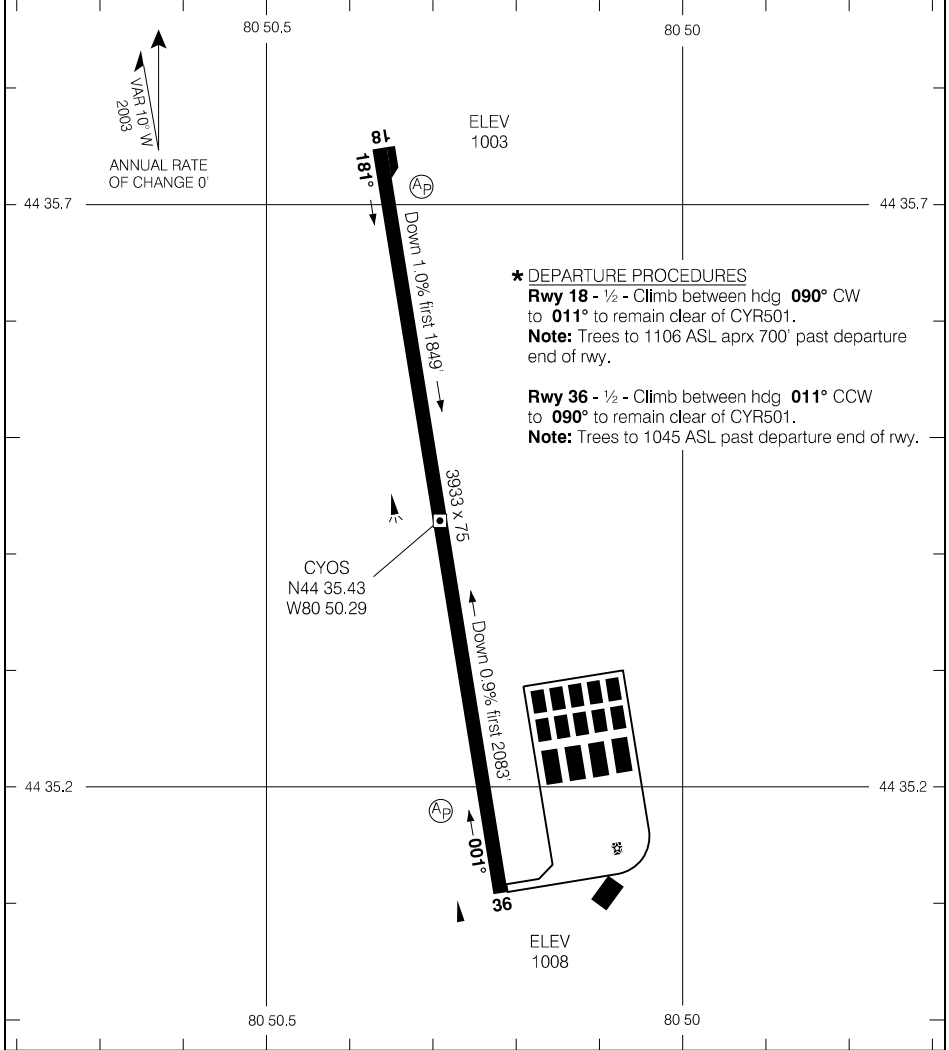 80 50.5
80 50
VAR 10° W
2003
ANNUAL RATE
OF CHANGE 0'
ELEV
1003
18
181°
AP
44 35.7
44 35.7
Down 1.0% first 1849'
* DEPARTURE PROCEDURES
Rwy 18 - ½ - Climb between hdg 090° CW
to 011° to remain clear of CYR501.
Note: Trees to 1106 ASL aprx 700' past departure
end of rwy.
Rwy 36 - ½ - Climb between hdg 011° CCW
to 090° to remain clear of CYR501.
Note: Trees to 1045 ASL past departure end of rwy.
3933 x 75
CYOS
N44 35.43
W80 50.29
Down 0.9% first 2083'
44 35.2
44 35.2
AP
001°
36
ELEV
1008
80 50.5
80 50